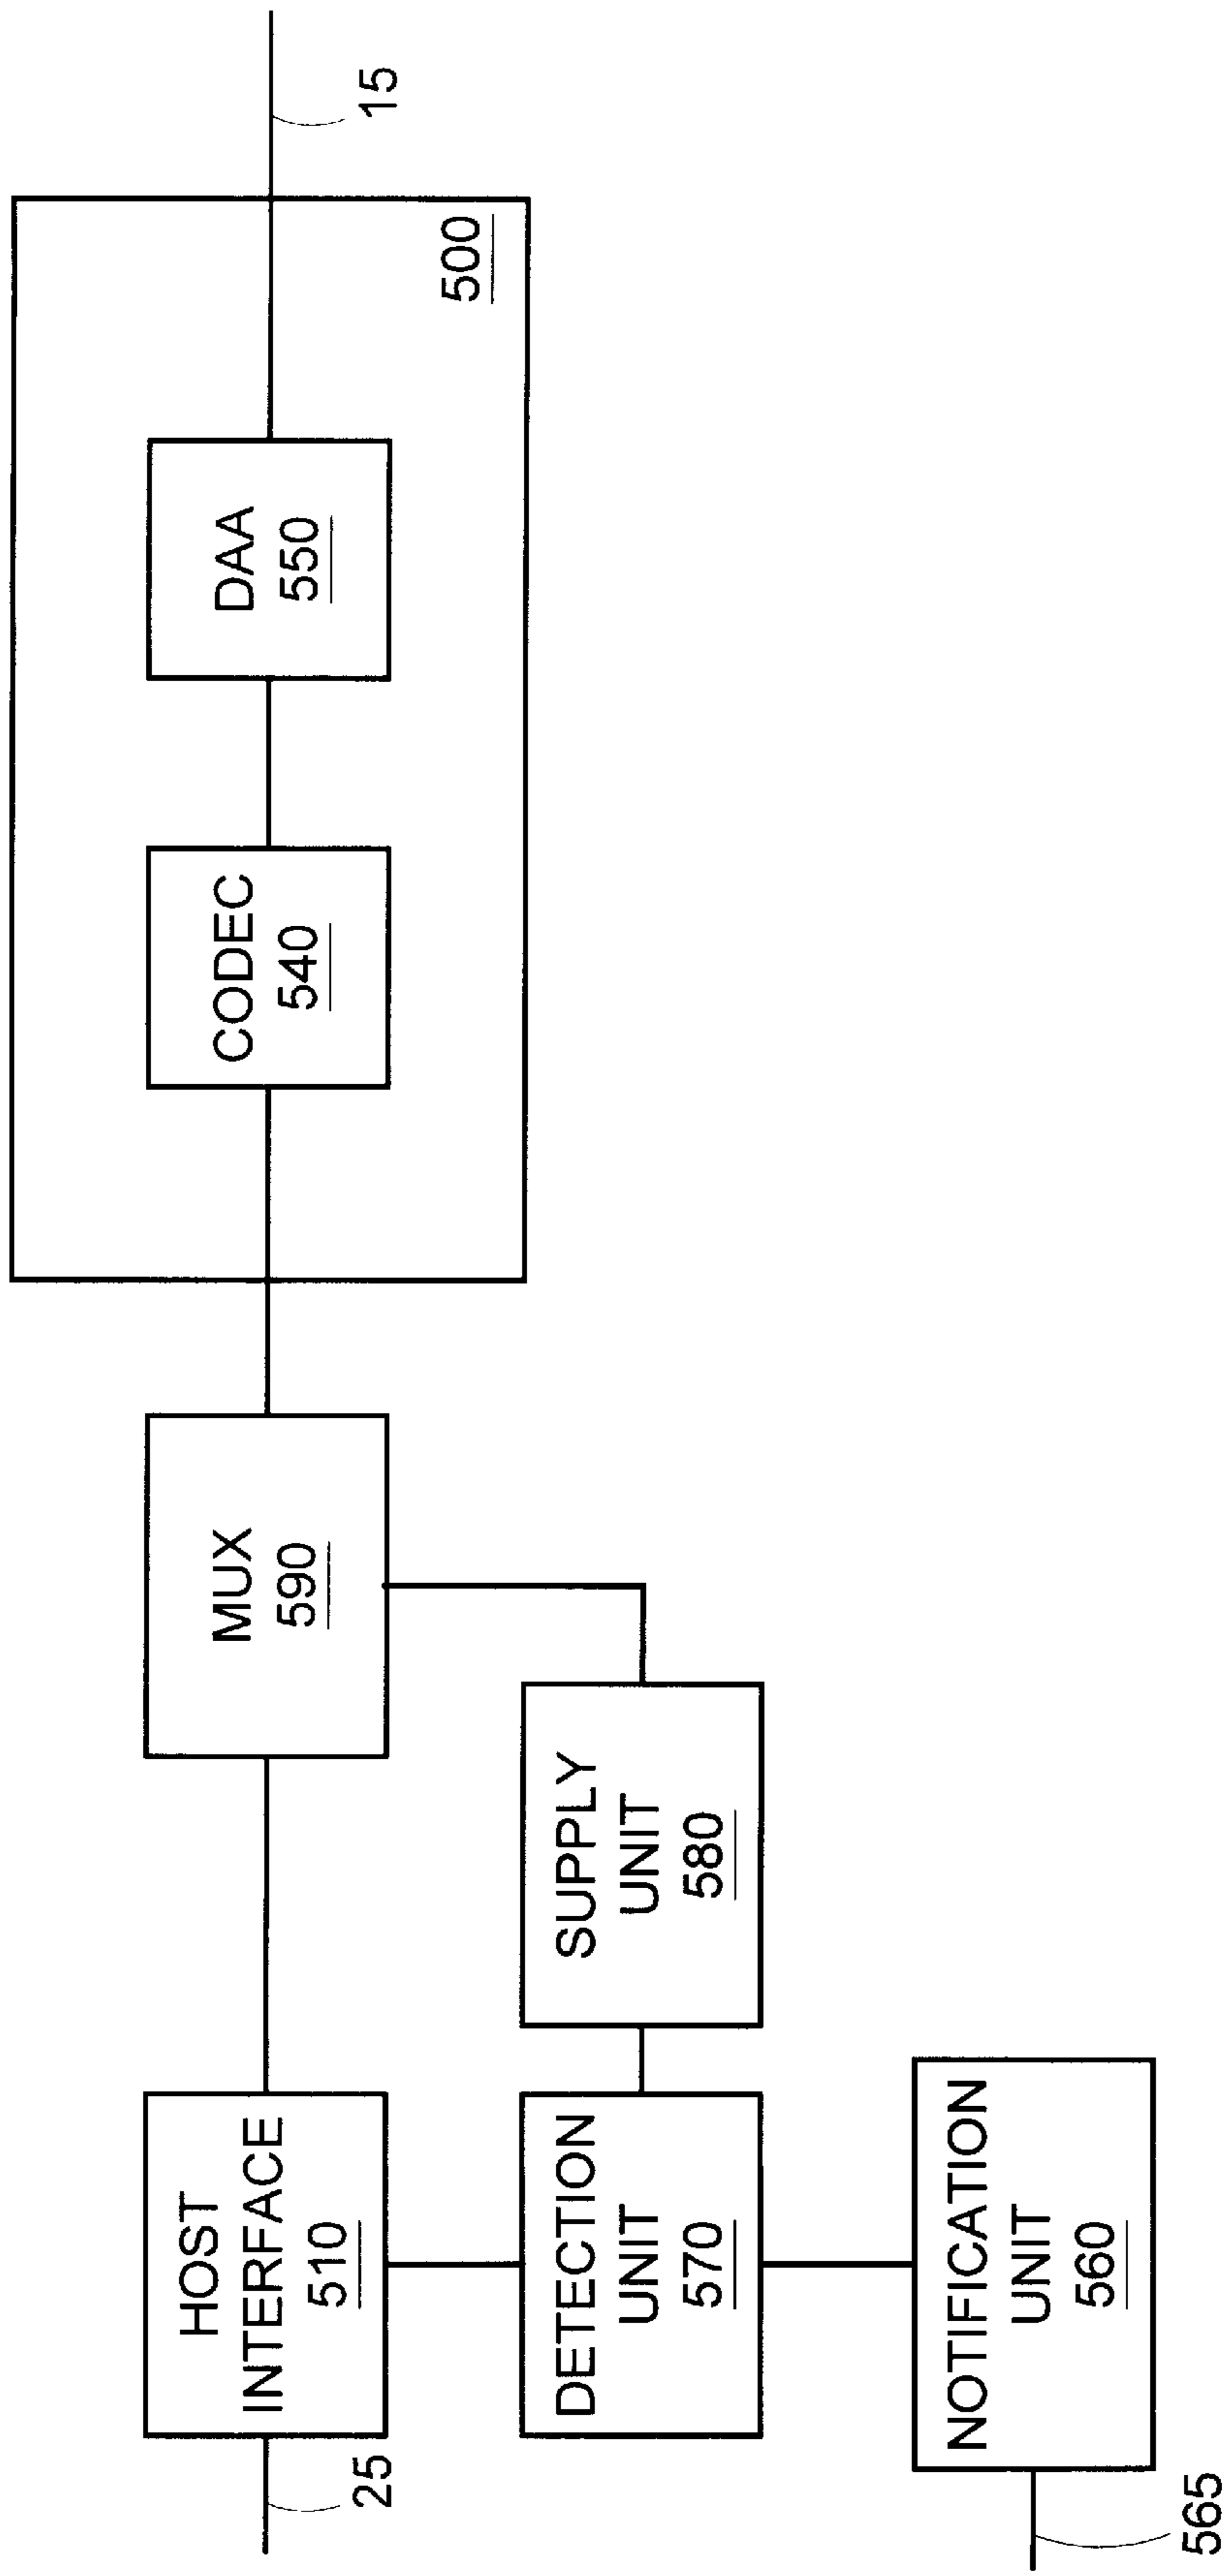 HOST
INTERFACE
510
25
MUX
590
CODEC
540
DAA
550
500
15
DETECTION
UNIT
570
SUPPLY
UNIT
580
NOTIFICATION
UNIT
560
565